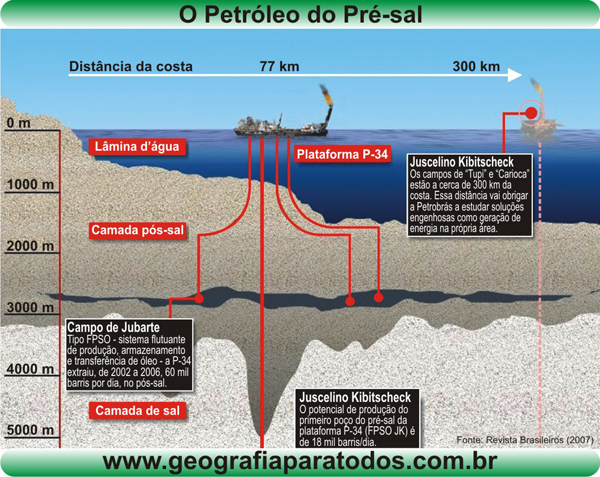 O Petróleo do Pré-sal
Distância da costa
77 km
300 km
0 m
Lâmina d'água
Plataforma P-34
Juscelino Kibitscheck
Os campos de "Tupi" e "Carioca"
estão a cerca de 300 km da
costa. Essa distância vai obrigar
a Petrobrás a estudar soluções
engenhosas como geração de
energia na própria área.
1000 m
Camada pós-sal
2000 m
3000 m
Campo de Jubarte
Tipo FPSO - sistema flutuante
de produção, armazenamento
e transferência de óleo - a P-34
extraiu, de 2002 a 2006, 60 mil
barris por dia, no pós-sal.
4000 m
Camada de sal
Juscelino Kibitscheck
O potencial de produção do
primeiro poço do pré-sal da
plataforma P-34 (FPSO JK) é
de 18 mil barris/dia.
5000 m
Fonte: Revista Brasileiros (2007)
www.geografiaparatodos.com.br